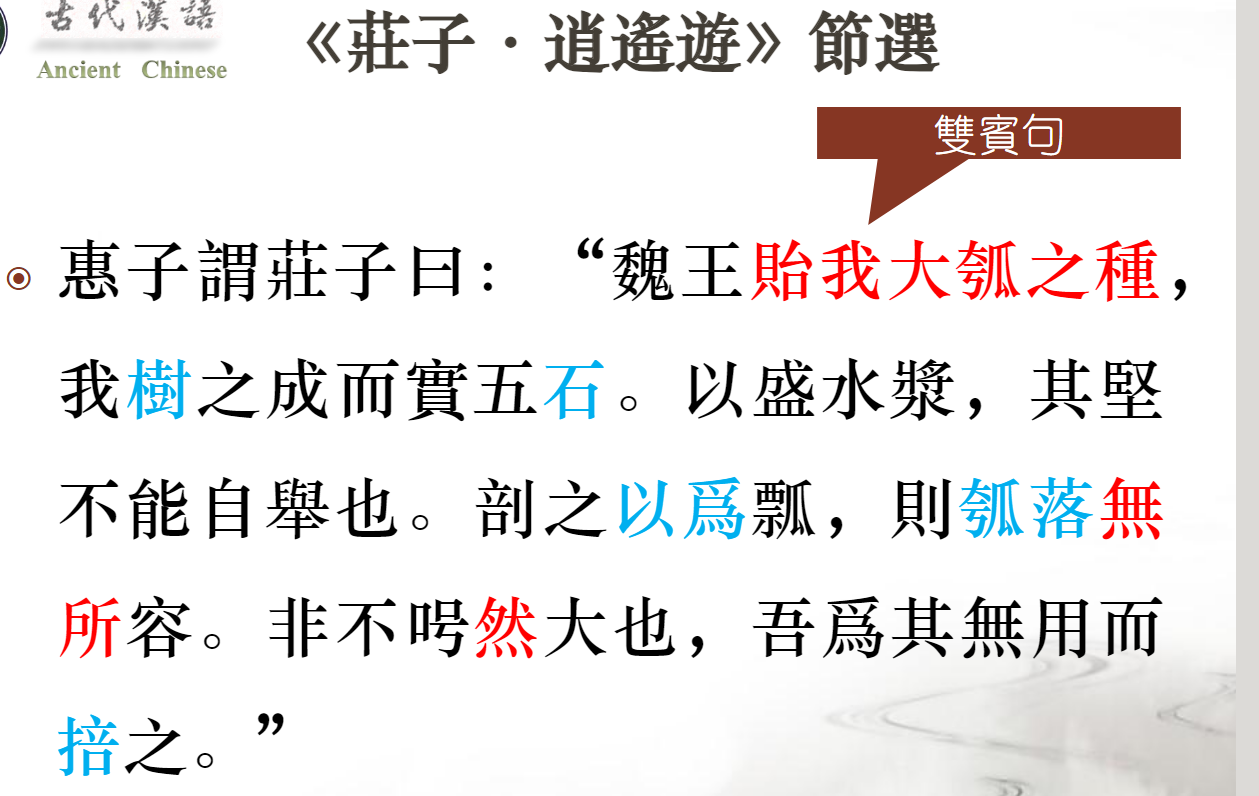 古代漢語
Ancient Chinese
《莊子·逍遙遊》節選
雙賓句
惠子謂莊子曰：“魏王貽我大瓠之種，
我樹之成而實五石。以盛水漿，其堅
不能自舉也。剖之以爲瓢，則瓠落無
所容。非不呺然大也，吾爲其無用而
掊之。”